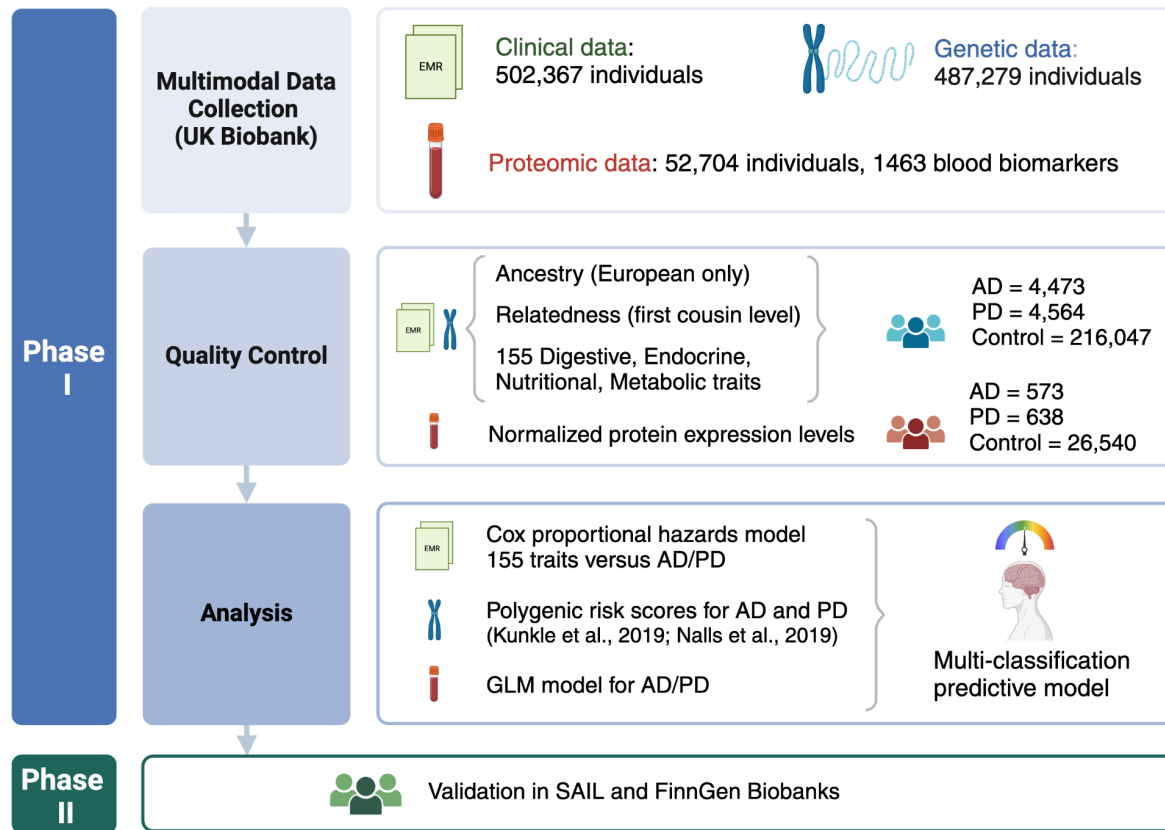 Phase
I
Multimodal Data
Collection
(UK Biobank)
EMR
Clinical data:
502,367 individuals
Genetic data:
487,279 individuals
Proteomic data: 52,704 individuals, 1463 blood biomarkers
Quality Control
EMR
Ancestry (European only)
Relatedness (first cousin level)
155 Digestive, Endocrine,
Nutritional, Metabolic traits
AD = 4,473
PD = 4,564
Control = 216,047
Normalized protein expression levels
AD = 573
PD = 638
Control = 26,540
Analysis
EMR
Cox proportional hazards model
155 traits versus AD/PD
Polygenic risk scores for AD and PD
(Kunkle et al., 2019; Nalls et al., 2019)
GLM model for AD/PD
Multi-classification
predictive model
Phase
II
Validation in SAIL and FinnGen Biobanks